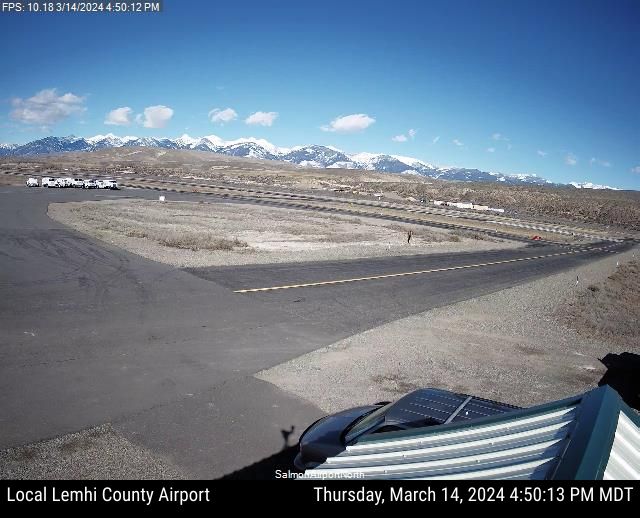 FPS: 10.18 3/14/2024 4:50:12 PM
SalmonAirportNorth
Local Lemhi County Airport
Thursday, March 14, 2024 4:50:13 PM MDT